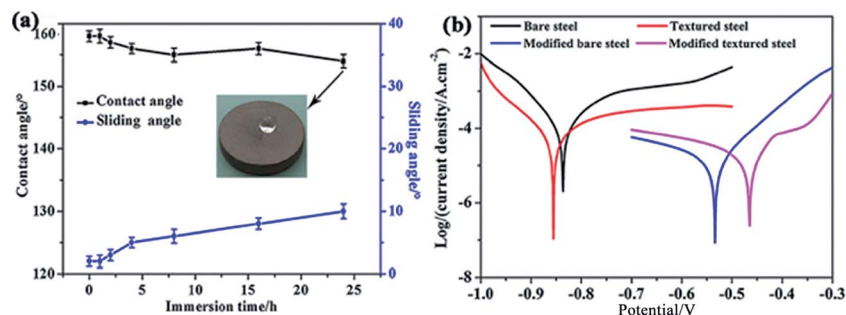 (a)
160
150
140
130
120
Contact angle/°
Contact angle
Sliding angle
40
30
20
10
0
Sliding angle/°
0 5 10 15 20 25
Immersion time/h
(b)
Bare steel
Textured steel
Modified bare steel
Modified textured steel
-2
-4
-6
-8
Log/(current density/A.cm⁻²)
-1.0 -0.9 -0.8 -0.7 -0.6 -0.5 -0.4 -0.3
Potential/V